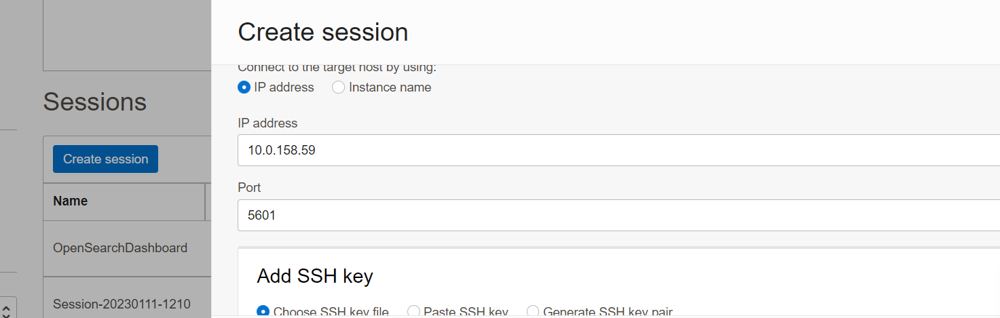 Create session
Connect to the target host by using:
IP address Instance name
Sessions
IP address
10.0.158.59
Create session
Port
Name
5601
OpenSearchDashboard
Add SSH key
Session-20230111-1210
Choose SSH key file Paste SSH key Generate SSH key pair